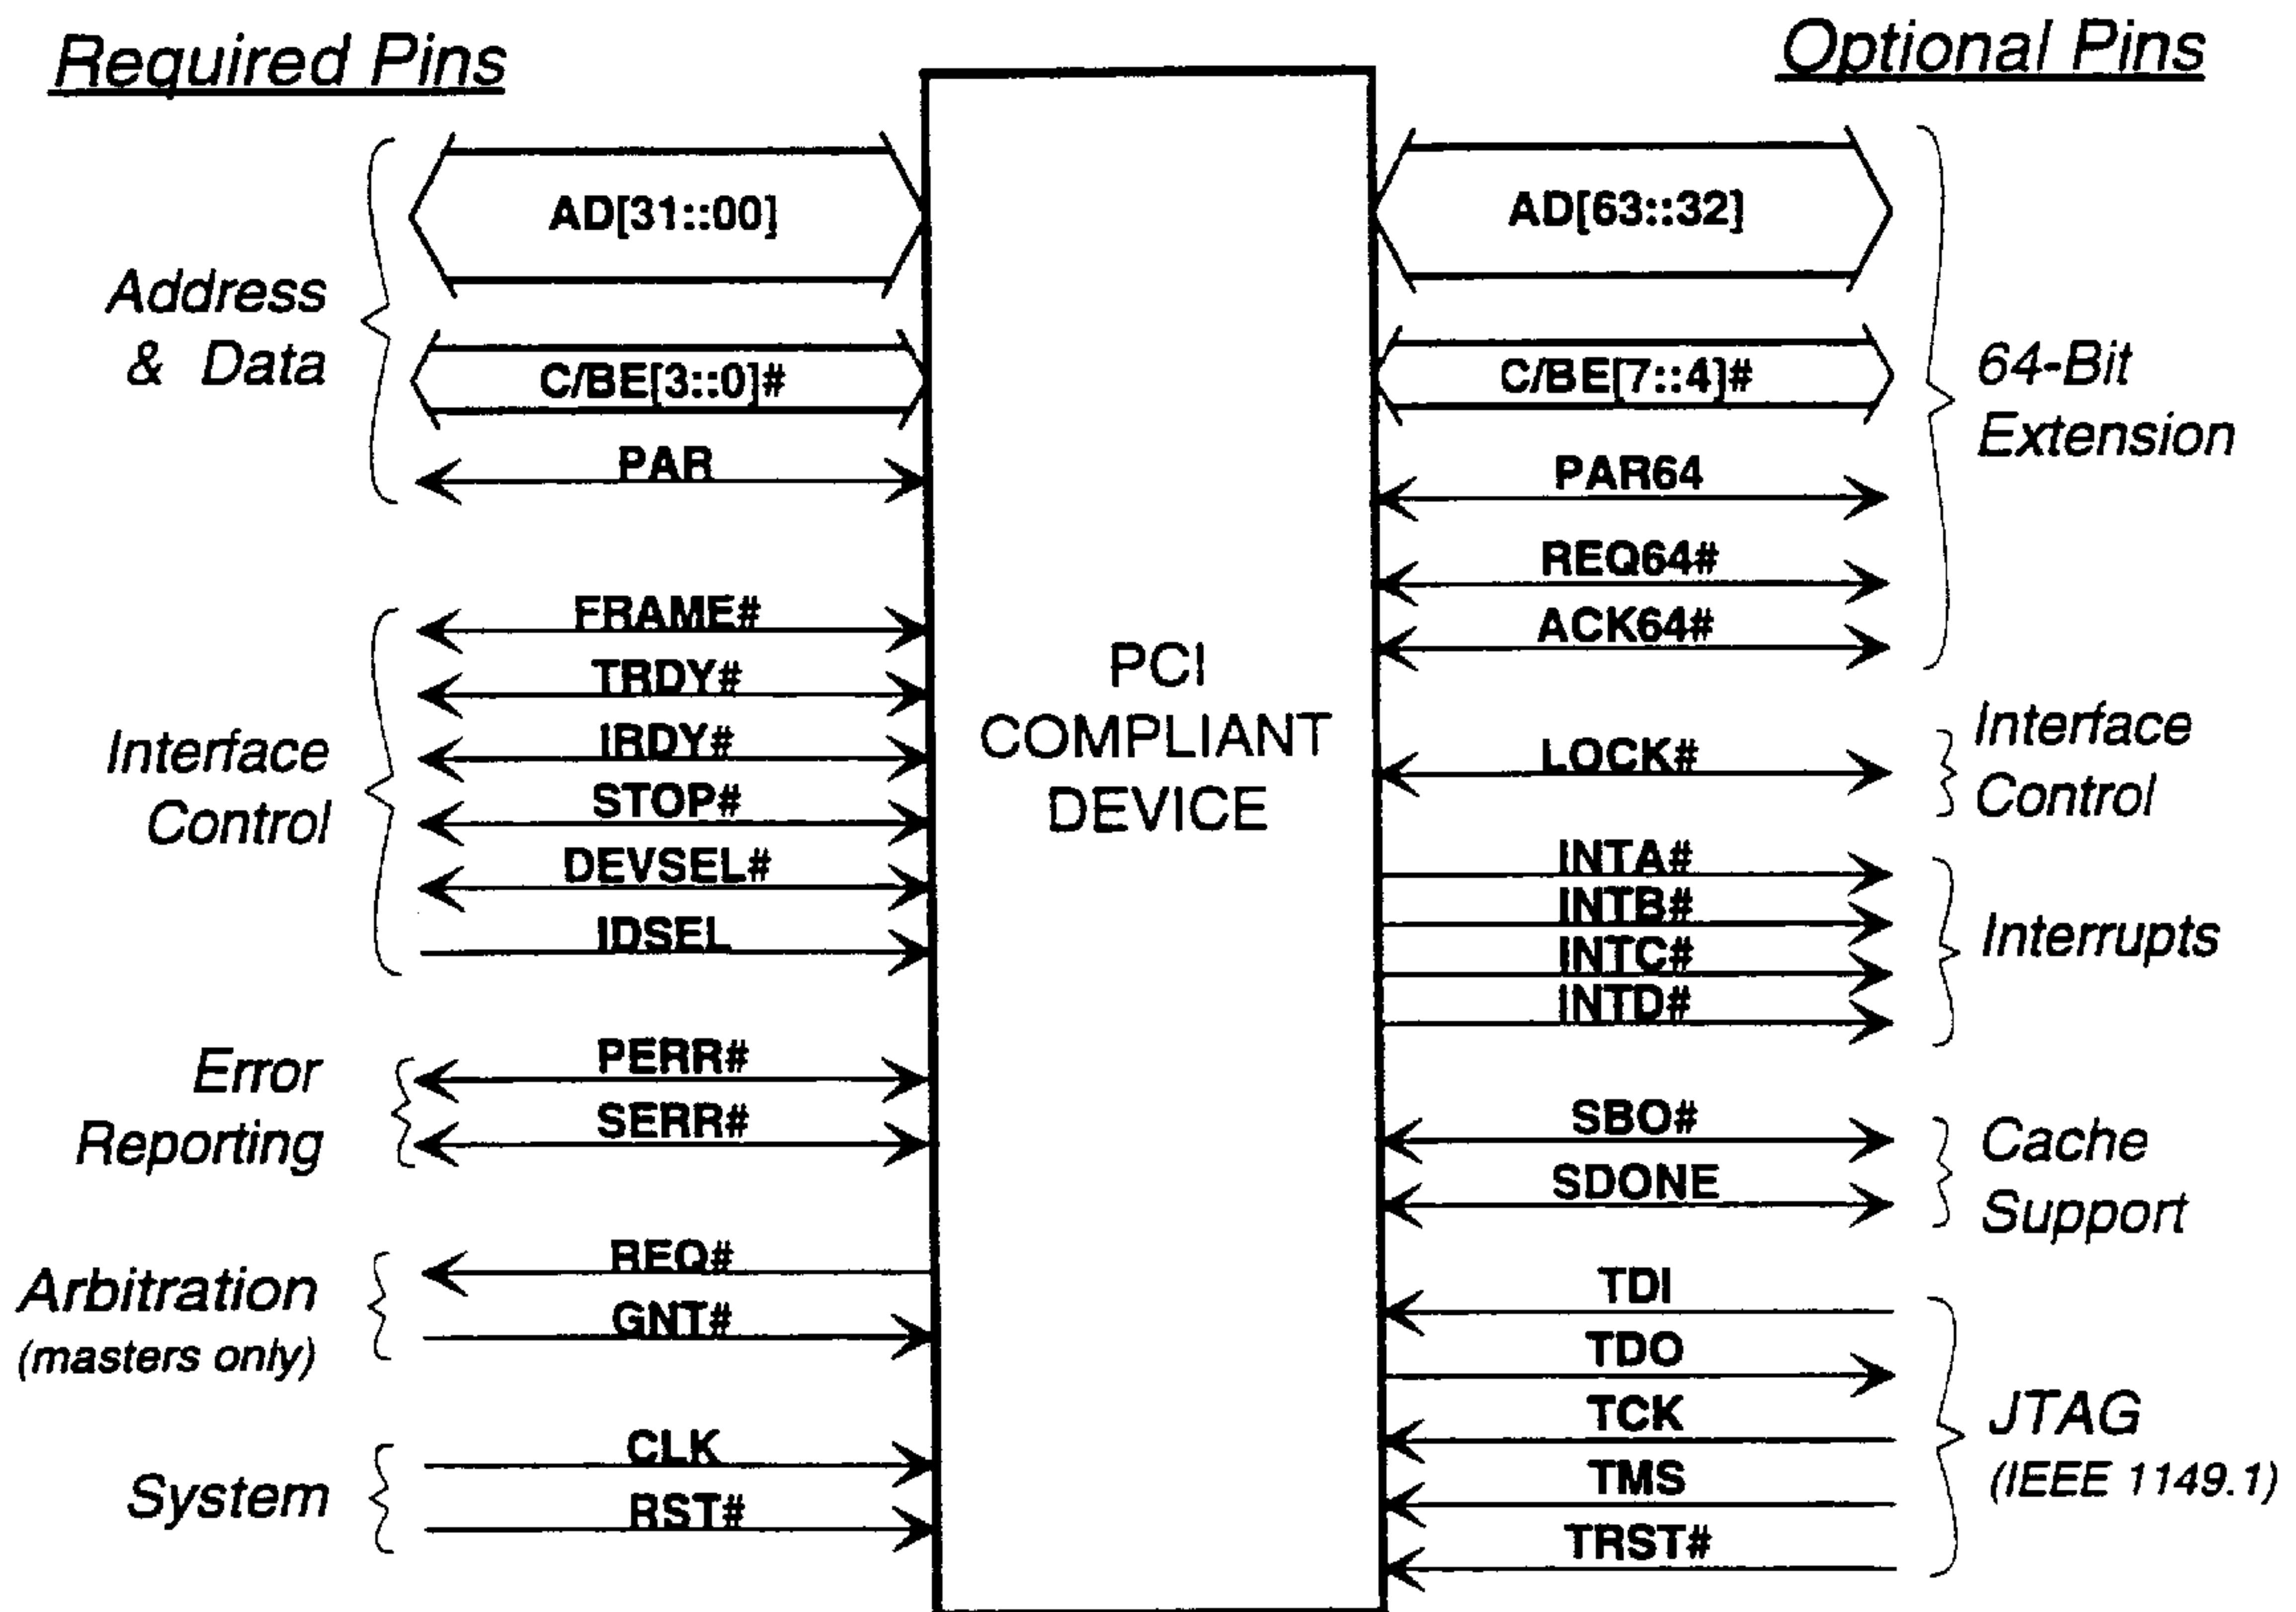 Required Pins
Optional Pins
Address
& Data
AD[31::00]
C/BE[3::0]#
PAR
Interface
Control
FRAME#
TRDY#
IRDY#
STOP#
DEVSEL#
IDSEL
Error
Reporting
PERR#
SERR#
Arbitration
(masters only)
REQ#
GNT#
System
CLK
RST#
PCI
COMPLIANT
DEVICE
AD[63::32]
C/BE[7::4]#
PAR64
REQ64#
ACK64#
64-Bit
Extension
LOCK#
Interface
Control
INTA#
INTB#
INTC#
INTD#
Interrupts
SBO#
SDONE
Cache
Support
TDI
TDO
TCK
TMS
TRST#
JTAG
(IEEE 1149.1)